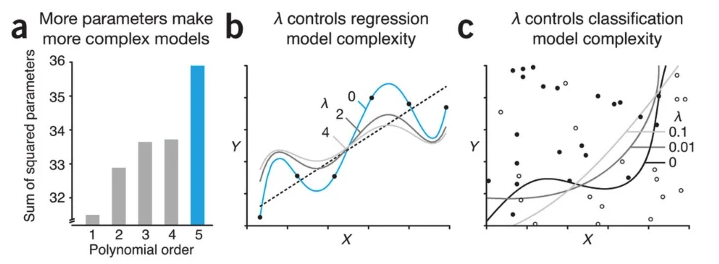 a
More parameters make
more complex models
Sum of squared parameters
36
35
34
33
32
1 2 3 4 5
Polynomial order
b
λ controls regression
model complexity
λ
0
2
4
Y
X
c
λ controls classification
model complexity
λ
0.1
0.01
0
Y
X